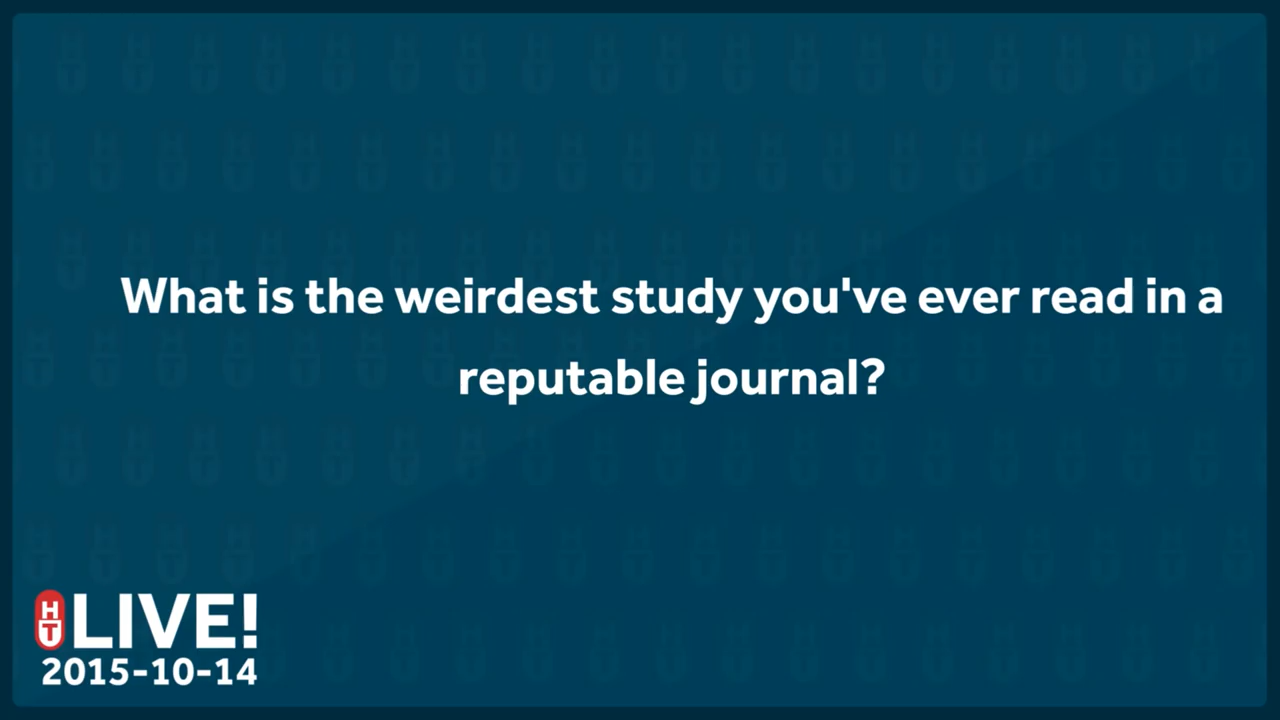 What is the weirdest study you've ever read in a
reputable journal?
HT LIVE!
2015-10-14